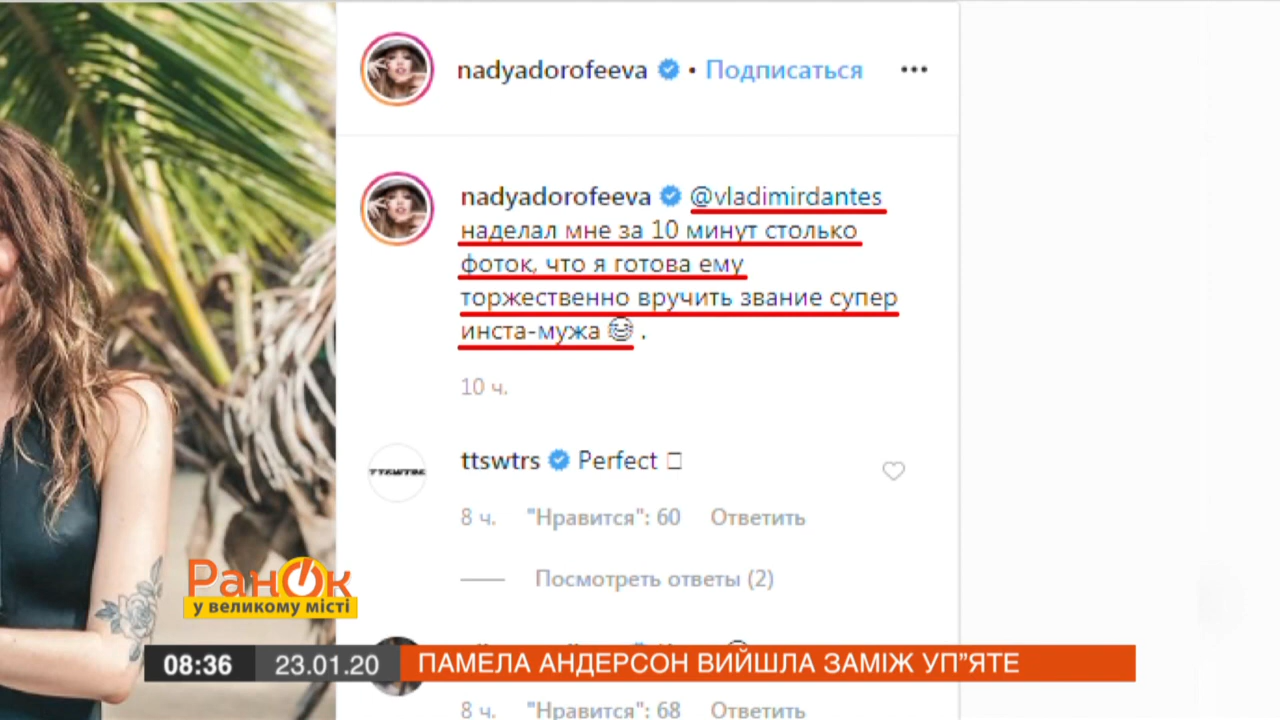 nadyadorofeeva • Подписаться •••
nadyadorofeeva @vladimirdantes
наделал мне за 10 минут столько
фоток, что я готова ему
торжественно вручить звание супер
инста-мужа 😂 .
10 ч.
TTSWTRS
ttswtrs Perfect □
8 ч. "Нравится": 60 Ответить
Посмотреть ответы (2)
Ранок
у великому місті
08:36 23.01.20 ПАМЕЛА АНДЕРСОН ВИЙШЛА ЗАМІЖ УП”ЯТЕ
8 ч. "Нравится": 68 Ответить